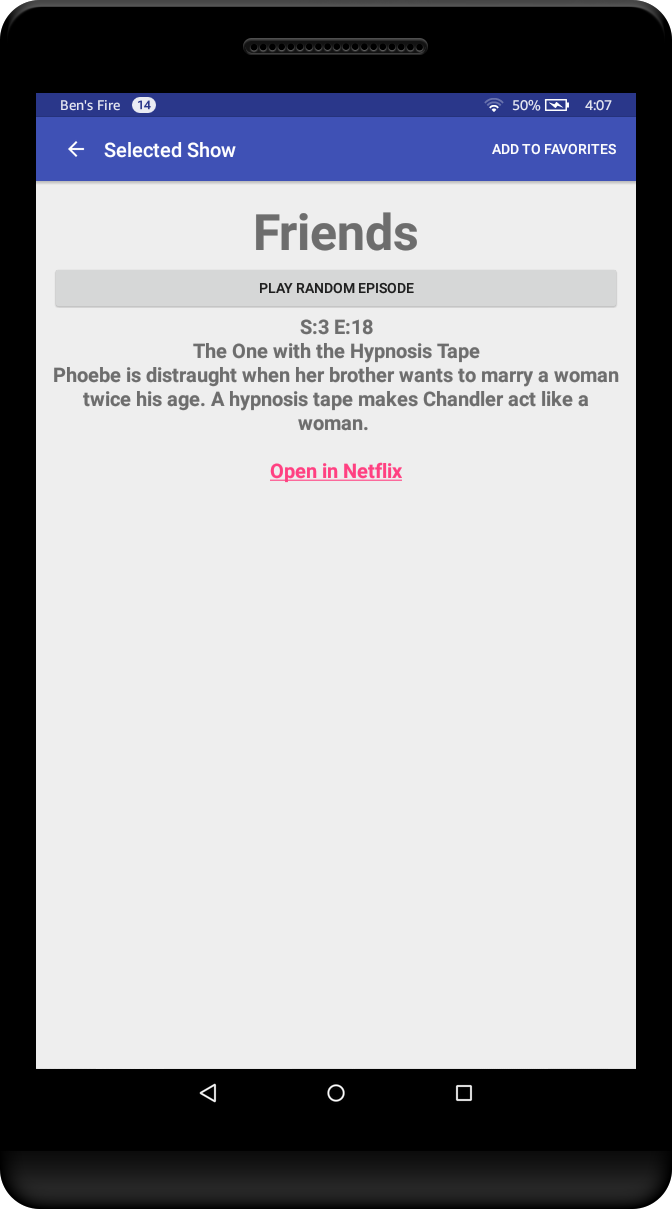 Ben's Fire 14 50% 4:07
Selected Show ADD TO FAVORITES
Friends
PLAY RANDOM EPISODE
S:3 E:18
The One with the Hypnosis Tape
Phoebe is distraught when her brother wants to marry a woman
twice his age. A hypnosis tape makes Chandler act like a
woman.
Open in Netflix